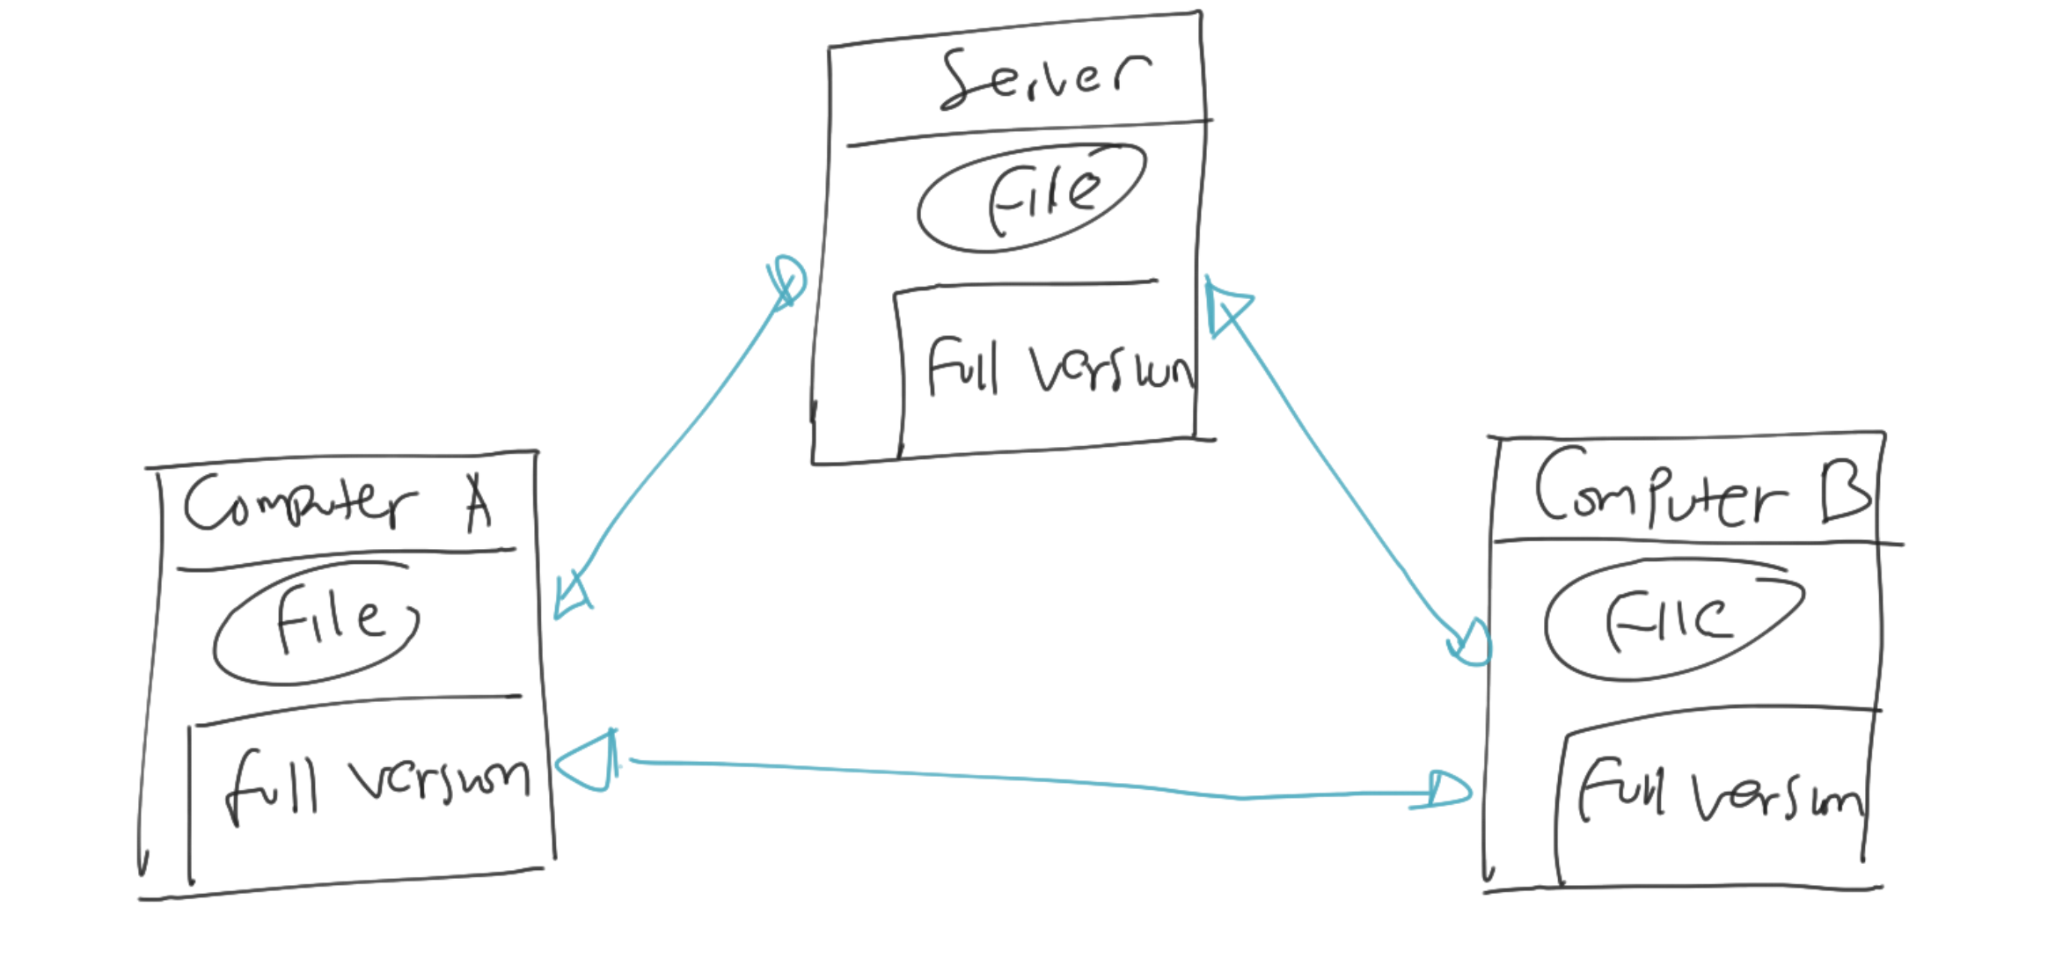 Server
File
Full version
Computer A
File
full version
Computer B
File
Full version